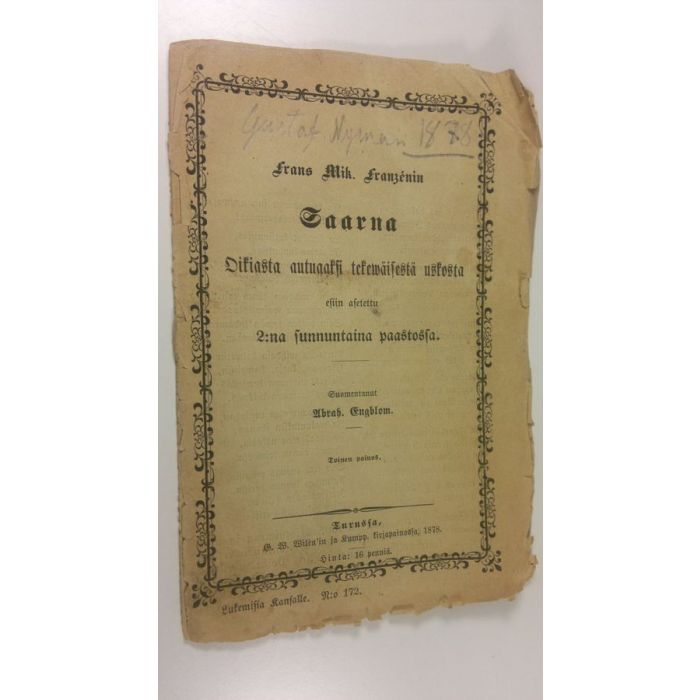 Gustaf Nyman 1878
Frans Mik. Franzénin
Saarna
Oikiasta autuaaksi tekewäisestä uskosta
esiin asetettu
2:na sunnuntaina paastossa.
Suomentanut
Abrah. Engblom.
Toinen painos.
Turussa,
G. W. Wilén'in ja Kumpp. kirjapainossa, 1878.
Hinta: 16 penniä.
Lukemisia Kansalle. N:o 172.